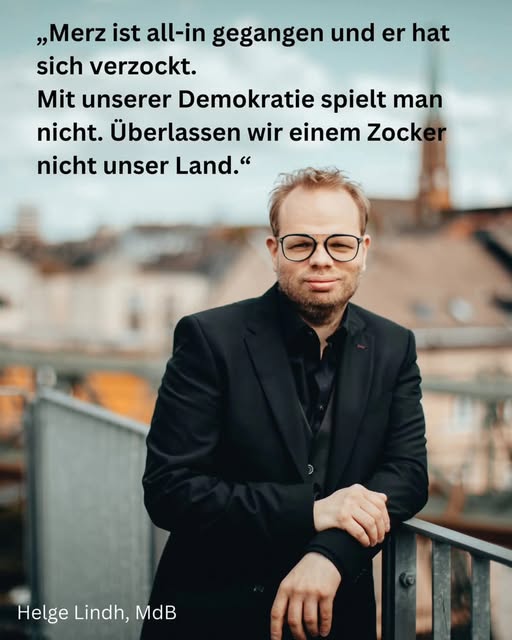 „Merz ist all-in gegangen und er hat
sich verzockt.
Mit unserer Demokratie spielt man
nicht. Überlassen wir einem Zocker
nicht unser Land.“
Helge Lindh, MdB